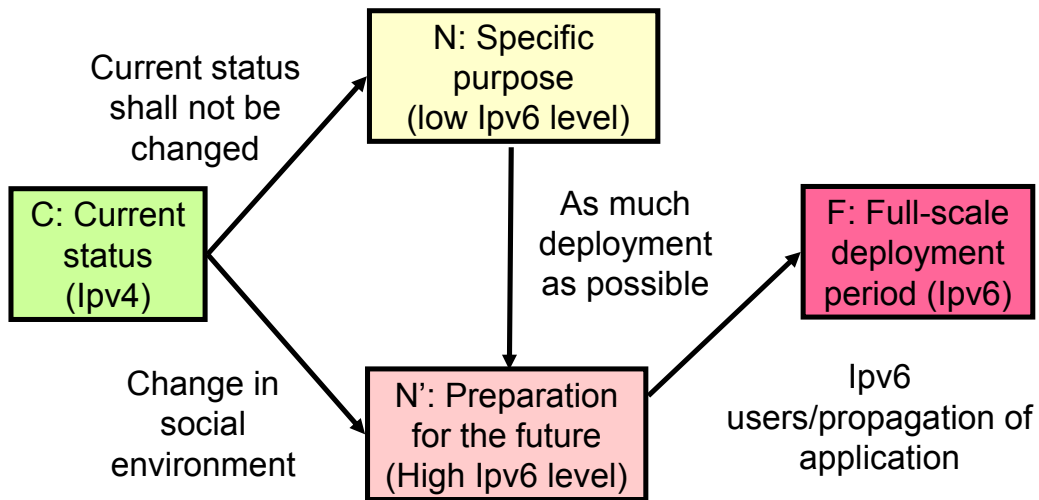 N: Specific
purpose
(low Ipv6 level)
Current status
shall not be
changed
C: Current
status
(Ipv4)
As much
deployment
as possible
F: Full-scale
deployment
period (Ipv6)
Change in
social
environment
N’: Preparation
for the future
(High Ipv6 level)
Ipv6
users/propagation of
application